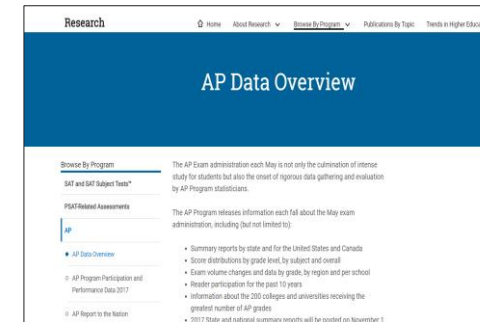 Research
Home About Research Browse By Program Publications By Topic Trends in Higher Educa
AP Data Overview
Browse By Program
SAT and SAT Subject Tests™
PSAT-Related Assessments
AP
AP Data Overview
AP Program Participation and
Performance Data 2017
AP Report to the Nation
The AP Exam administration each May is not only the culmination of intense
study for students but also the onset of rigorous data gathering and evaluation
by AP Program statisticians.
The AP Program releases information each fall about the May exam
administration, including (but not limited to):
• Summary reports by state and for the United States and Canada
• Score distributions by grade level, by subject and overall
• Exam volume changes and data by grade, by region and per school
• Reader participation for the past 10 years
• Information about the 200 colleges and universities receiving the
greatest number of AP grades
• 2017 State and national summary reports will be posted on November 1